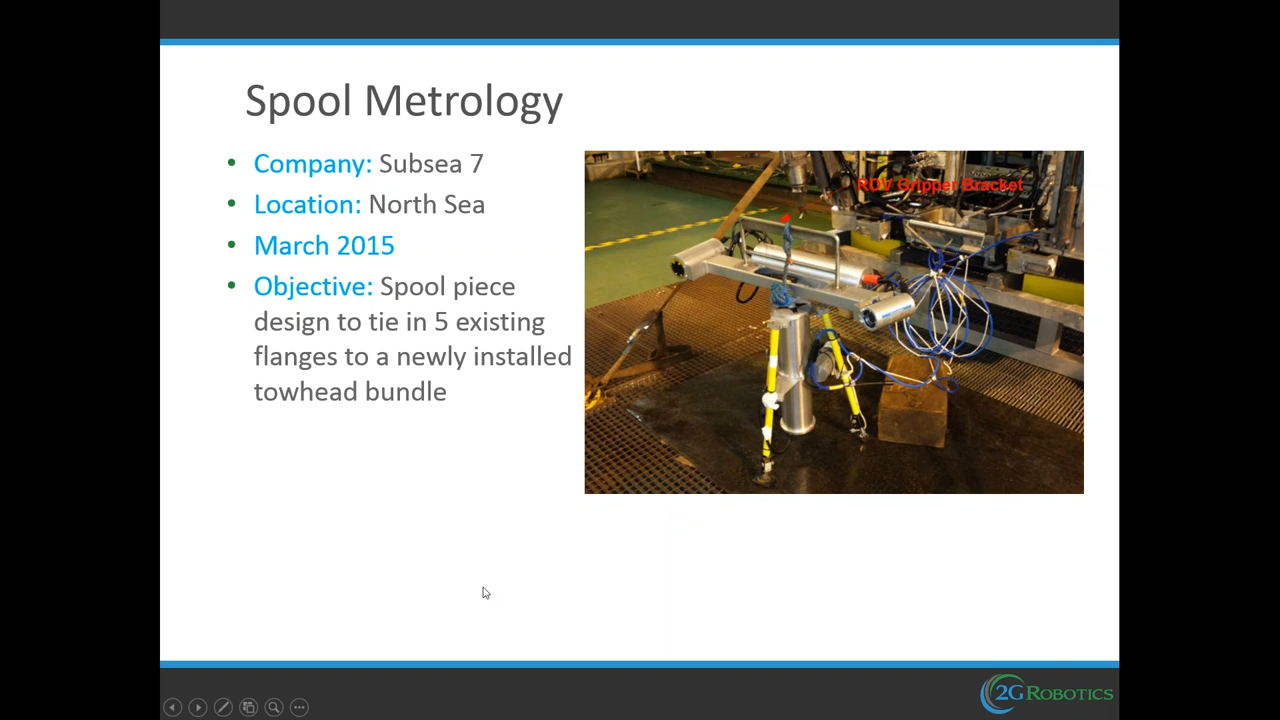 Spool Metrology
• Company: Subsea 7
• Location: North Sea
• March 2015
• Objective: Spool piece
design to tie in 5 existing
flanges to a newly installed
towhead bundle
ROV Gripper Bracket
2G ROBOTICS